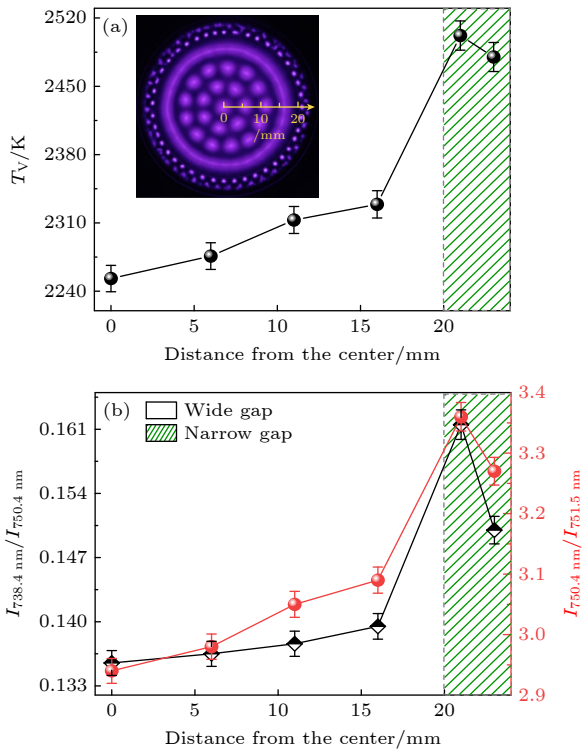 (a)
2520
2450
2380
2310
2240
T_V/K
0 10 20
/mm
0 5 10 15 20
Distance from the center/mm
(b)
Wide gap
Narrow gap
0.161
0.154
0.147
0.140
0.133
I_738.4 nm/I_750.4 nm
3.4
3.3
3.2
3.1
3.0
2.9
I_750.4 nm/I_751.5 nm
0 5 10 15 20
Distance from the center/mm